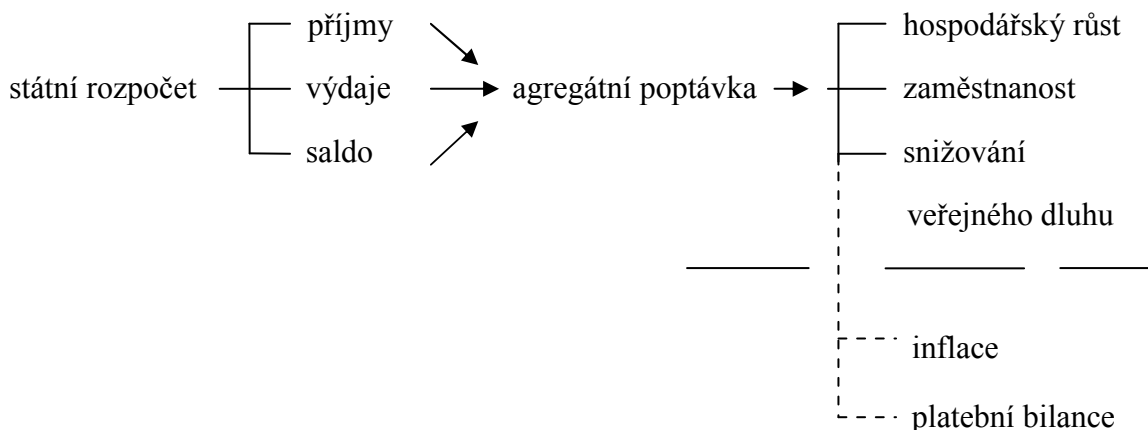 příjmy
hospodářský růst
státní rozpočet
výdaje
agregátní poptávka
zaměstnanost
saldo
snižování
veřejného dluhu
inflace
platební bilance